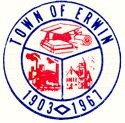 TOWN OF ERWIN
1903 1967